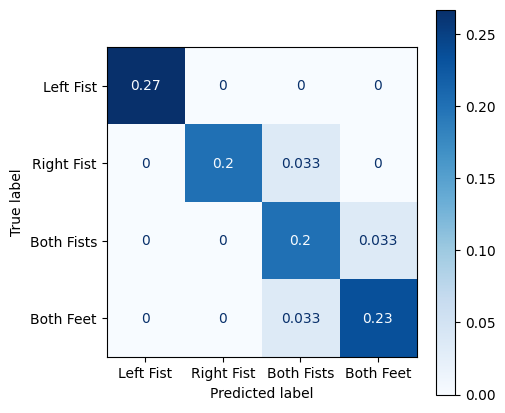 True label
Left Fist 0.27 0 0 0
Right Fist 0 0.2 0.033 0
Both Fists 0 0 0.2 0.033
Both Feet 0 0 0.033 0.23
Left Fist Right Fist Both Fists Both Feet
Predicted label
0.25
0.20
0.15
0.10
0.05
0.00